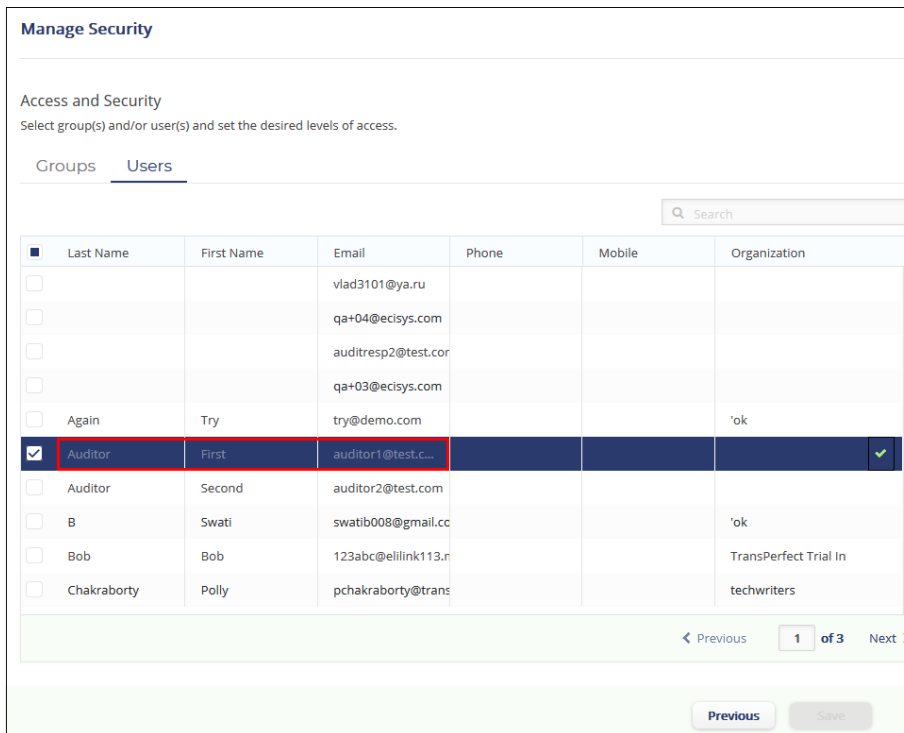 Manage Security
Access and Security
Select group(s) and/or user(s) and set the desired levels of access.
Groups Users
Search
Last Name First Name Email Phone Mobile Organization
vlad3101@ya.ru
qa+04@ecisys.com
auditresp2@test.cor
qa+03@ecisys.com
Again Try try@demo.com 'ok
Auditor First auditor1@test.c...
Auditor Second auditor2@test.com
B Swati swatib008@gmail.co 'ok
Bob Bob 123abc@elilink113.n TransPerfect Trial In
Chakraborty Polly pchakraborty@trans techwriters
Previous 1 of 3 Next
Previous Save